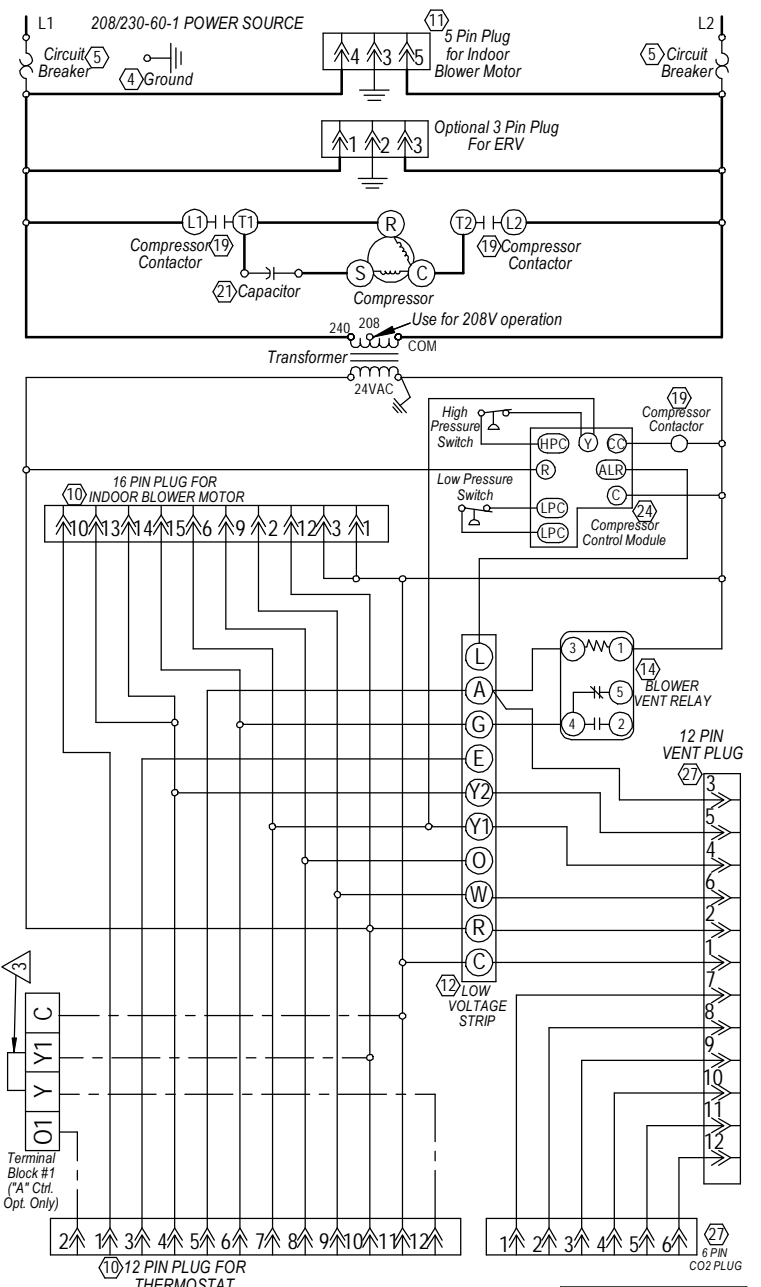 L1 208/230-60-1 POWER SOURCE L2
11
5 Pin Plug
for Indoor
Blower Motor
4 3 5
Circuit
Breaker
5
4 Ground
5 Circuit
Breaker
Optional 3 Pin Plug
For ERV
1 2 3
L1 T1 R T2 L2
Compressor 19
Contactor
19 Compressor
Contactor
S C
21 Capacitor
Compressor
240 208 Use for 208V operation
COM
Transformer
24VAC
High
Pressure
Switch
19
Compressor
Contactor
HPC Y CC
R ALR
Low Pressure
Switch
LPC C
LPC
24
Compressor
Control Module
10
16 PIN PLUG FOR
INDOOR BLOWER MOTOR
10 13 14 15 6 9 2 12 3 1
L
A
G
E
Y2
Y1
O
W
R
C
12 LOW
VOLTAGE
STRIP
3 1
5
4 2
14
BLOWER
VENT RELAY
12 PIN
VENT PLUG
27
3
5
4
6
2
1
7
8
9
10
11
12
3
C
Y1
Y
O1
Terminal
Block #1
("A" Ctrl.
Opt. Only)
2 1 3 4 5 6 7 8 9 10 11 12
10 12 PIN PLUG FOR
THERMOSTAT
1 2 3 4 5 6
27
6 PIN
CO2 PLUG